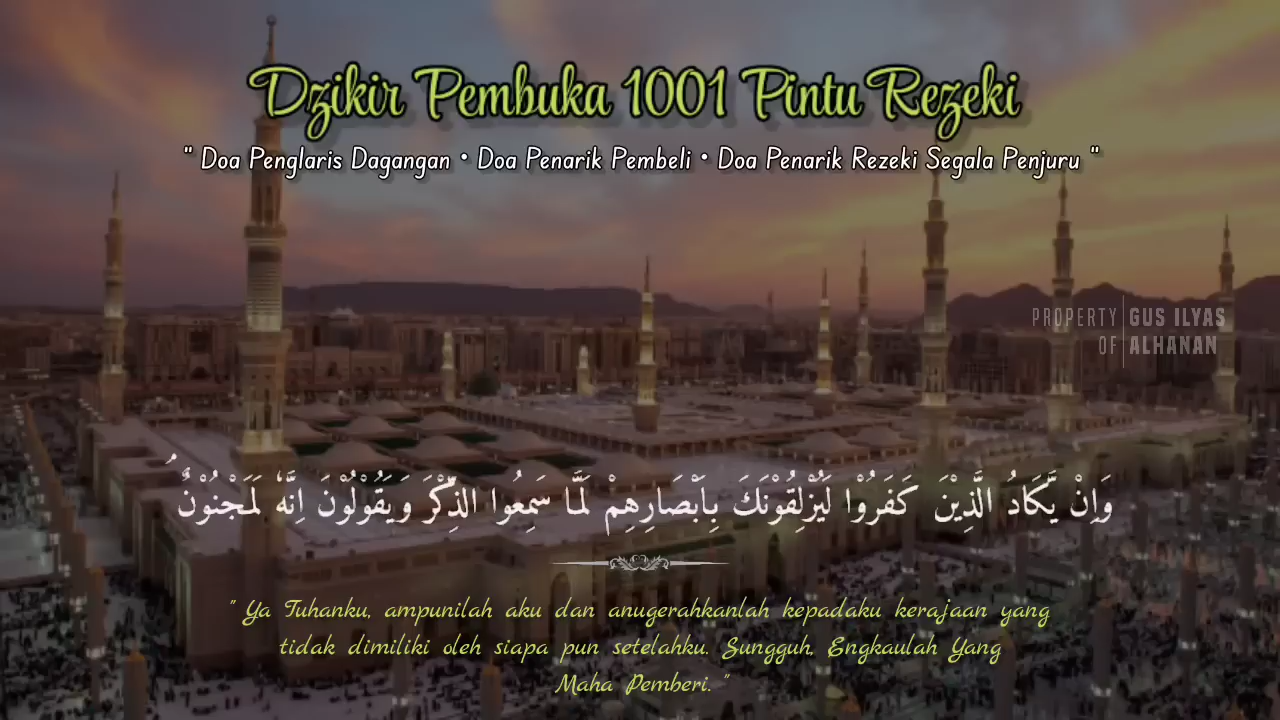 Dzikir Pembuka 1001 Pintu Rezeki
" Doa Penglaris Dagangan • Doa Penarik Pembeli • Doa Penarik Rezeki Segala Penjuru "
PROPERTY OF | GUS ILYAS ALHANAN
وَاِنْ يَّكَادُ الَّذِيْنَ كَفَرُوْا لَيُزْلِقُوْنَكَ بِاَبْصَارِهِمْ لَمَّا سَمِعُوا الذِّكْرَ وَيَقُوْلُوْنَ اِنَّهٗ لَمَجْنُوْنٌ ۘ
" Ya Tuhanku, ampunilah aku dan anugerahkanlah kepadaku kerajaan yang
tidak dimiliki oleh siapa pun setelahku. Sungguh, Engkaulah Yang
Maha Pemberi. "